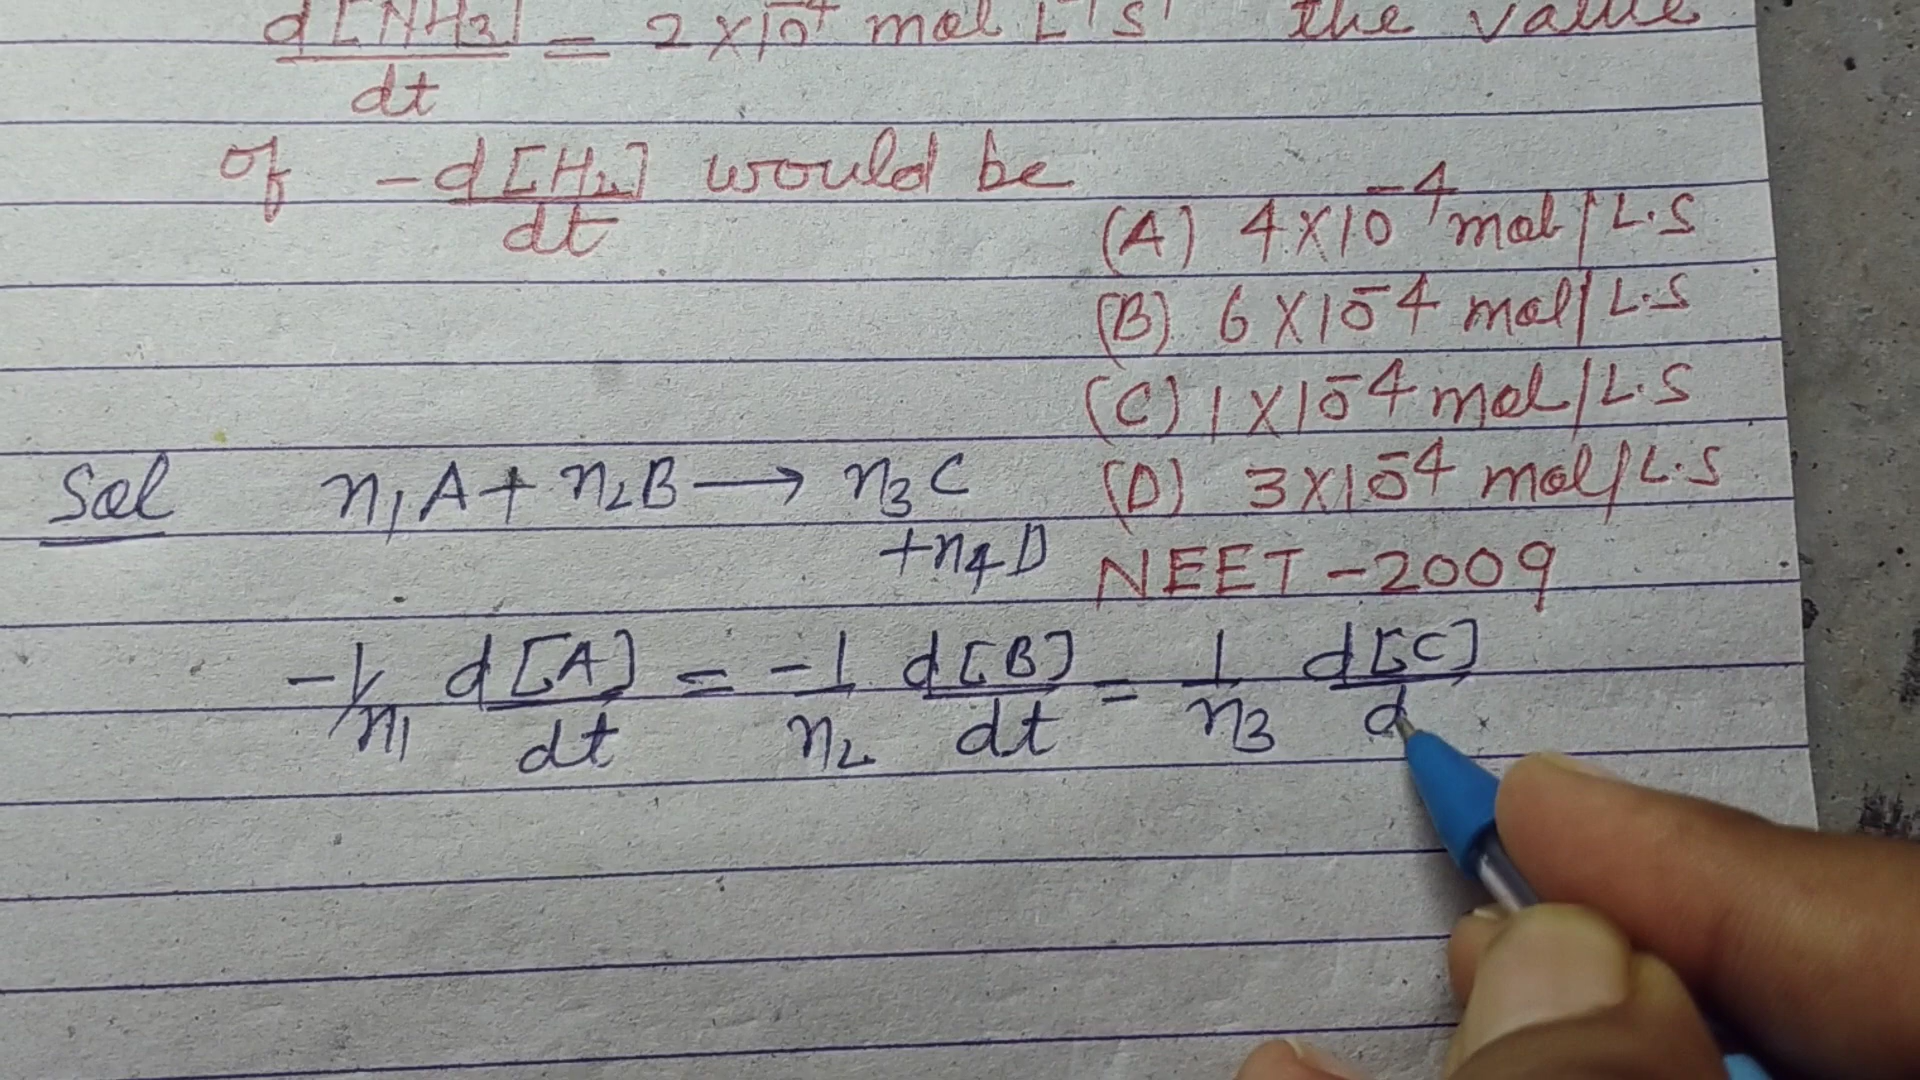 d[NH3]/dt = 2×10⁻⁴ mol L⁻¹ s⁻¹ the value
of -d[H2]/dt would be
(A) 4×10⁻⁴ mol/L.S
(B) 6×10⁻⁴ mol/L.S
(C) 1×10⁻⁴ mol/L.S
(D) 3×10⁻⁴ mol/L.S
NEET-2009
Sol n1A + n2B → n3C
+n4D
-1/n1 d[A]/dt = -1/n2 d[B]/dt = 1/n3 d[C]/d